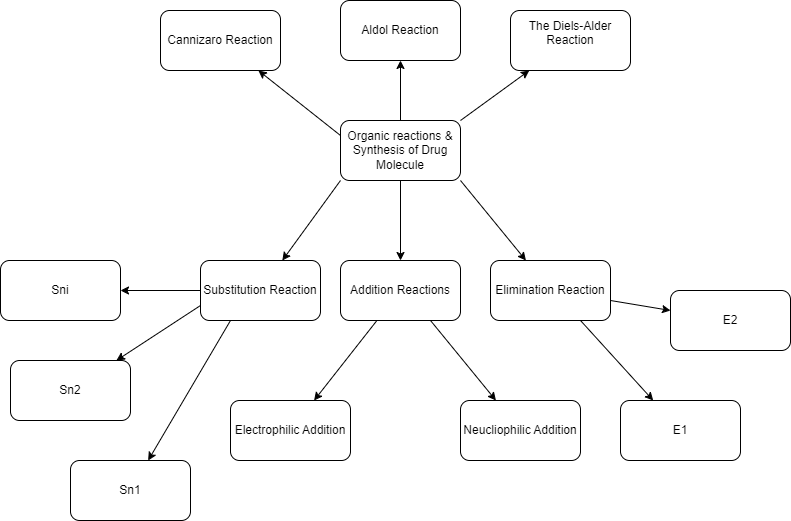 Cannizaro Reaction
Aldol Reaction
The Diels-Alder
Reaction
Organic reactions &
Synthesis of Drug
Molecule
Sni
Substitution Reaction
Addition Reactions
Elimination Reaction
E2
Sn2
Electrophilic Addition
Neucliophilic Addition
E1
Sn1